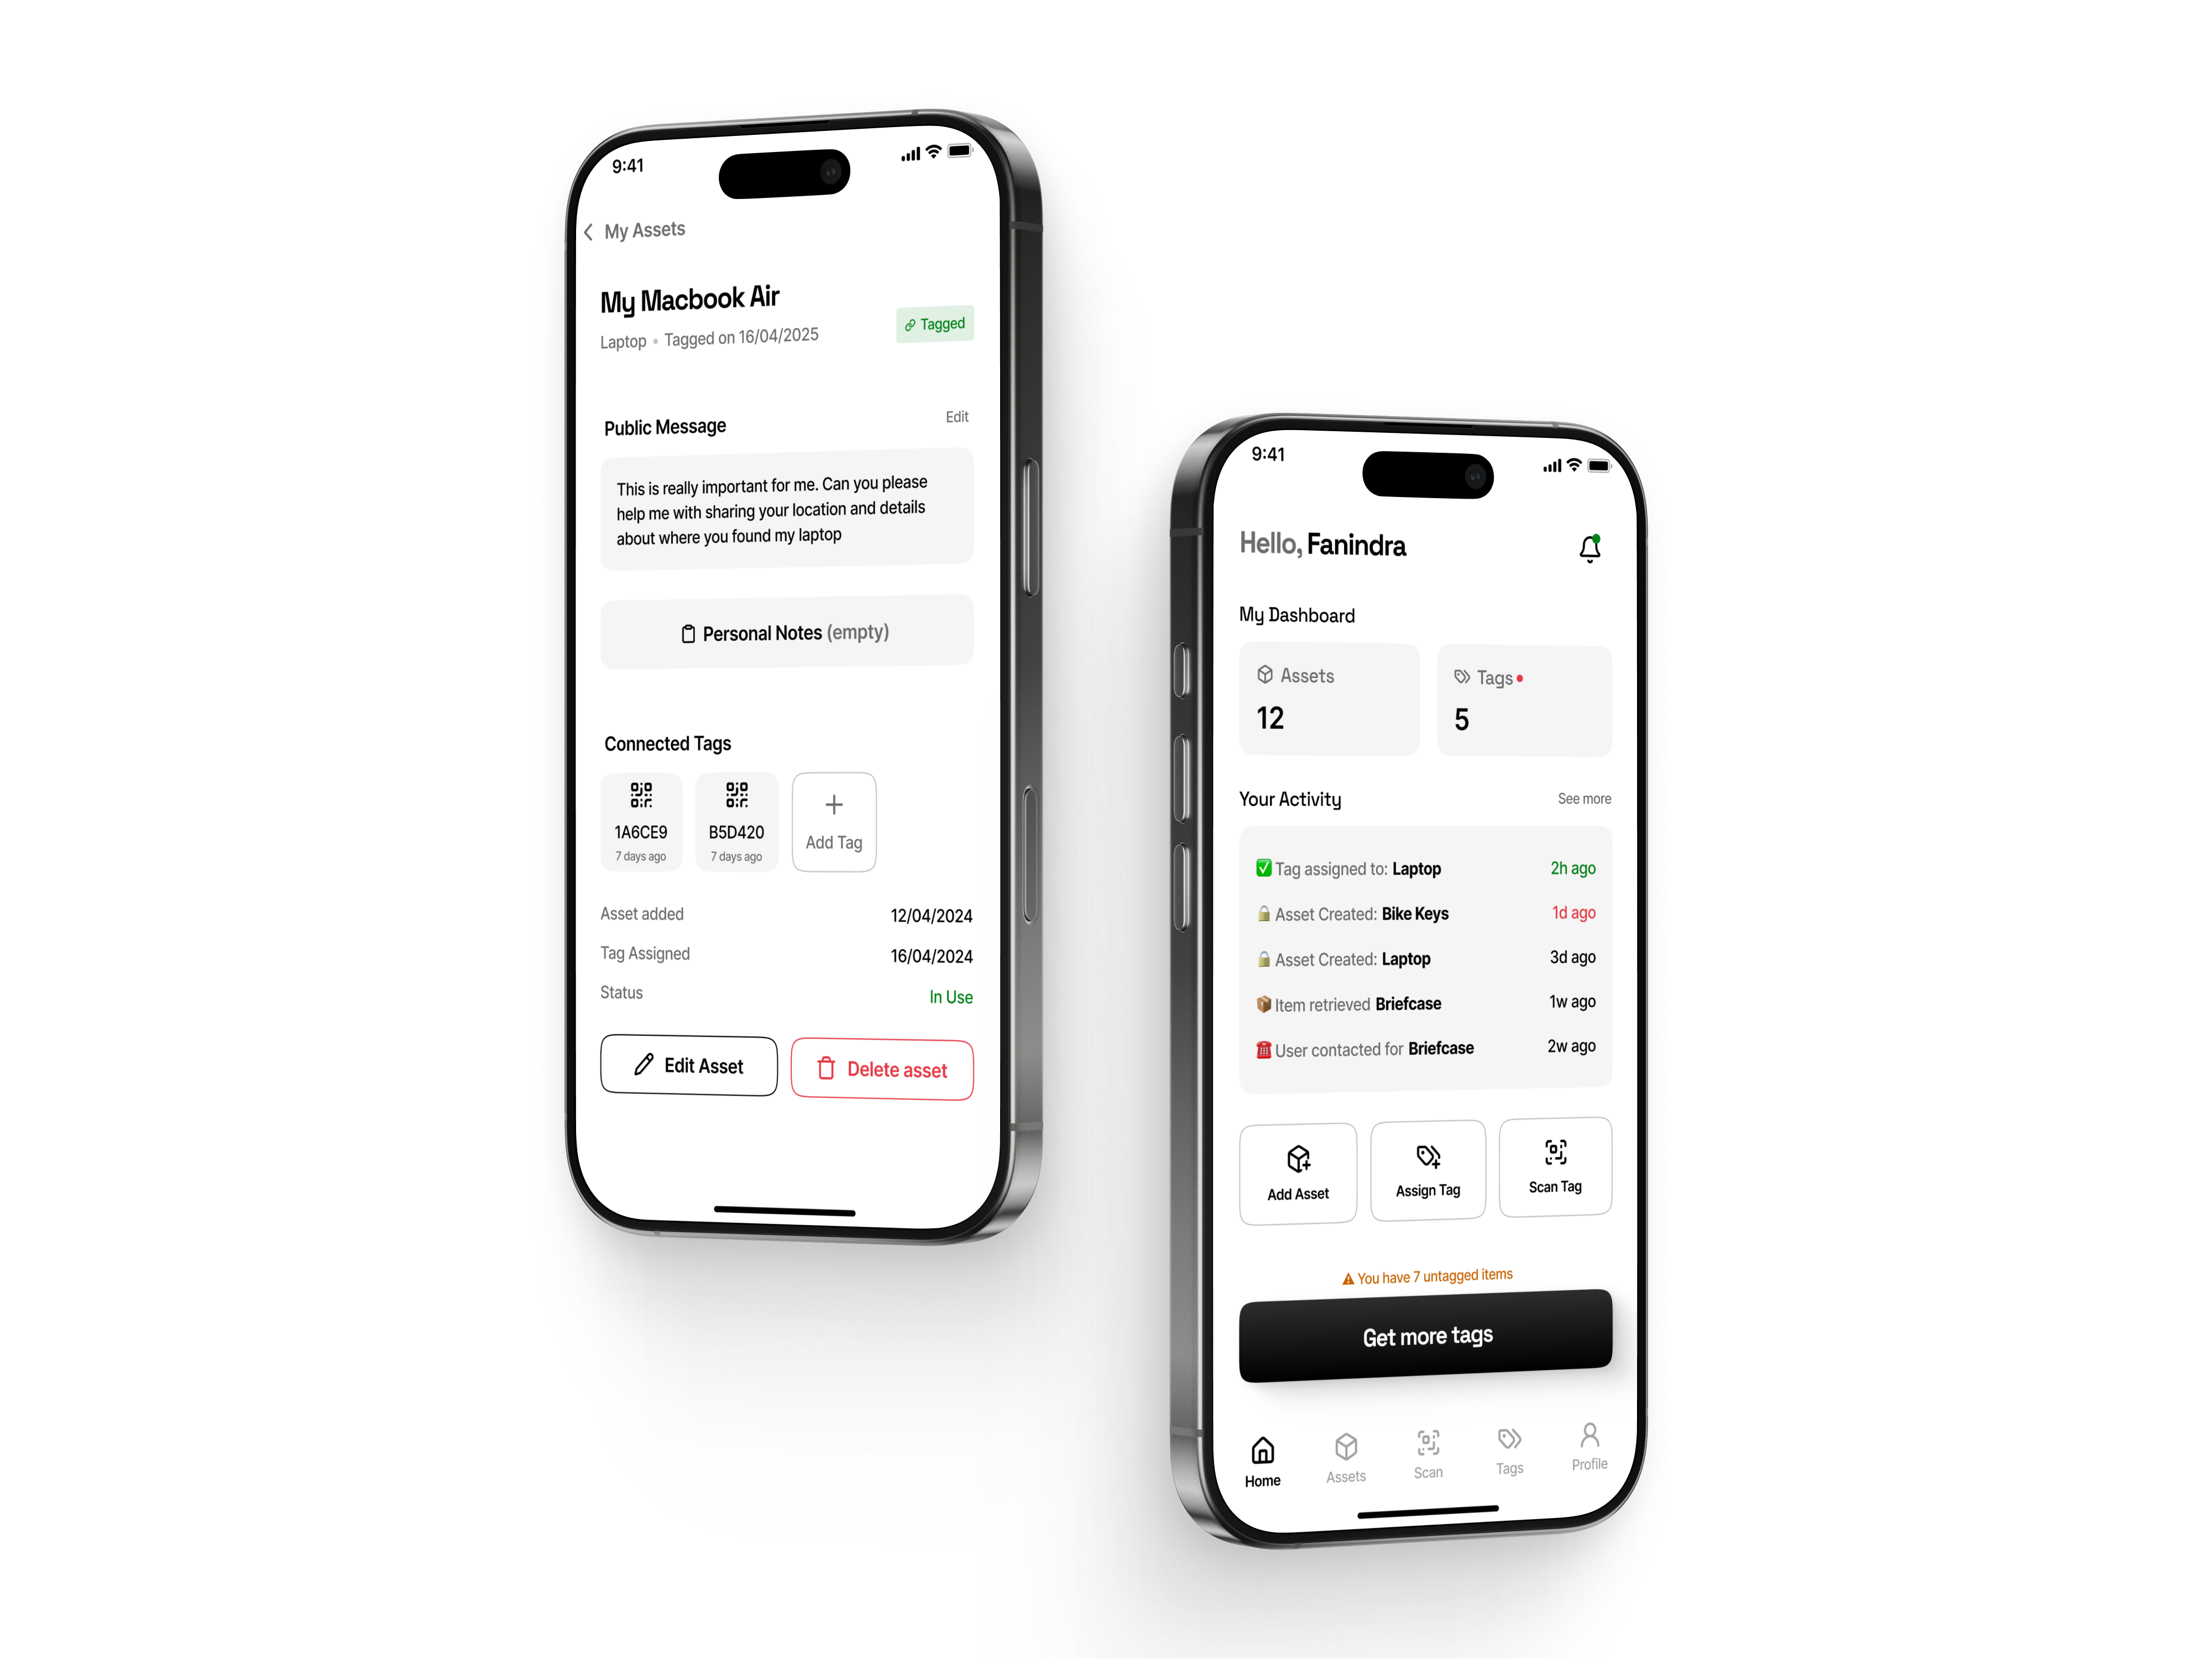 9:41
My Assets
My Macbook Air
Laptop • Tagged on 16/04/2025
Tagged
Public Message
Edit
This is really important for me. Can you please
help me with sharing your location and details
about where you found my laptop
Personal Notes (empty)
Connected Tags
1A6CE9
7 days ago
B5D420
7 days ago
Add Tag
Asset added
12/04/2024
Tag Assigned
16/04/2024
Status
In Use
Edit Asset
Delete asset
9:41
Hello, Fanindra
My Dashboard
Assets
12
Tags
5
Your Activity
See more
Tag assigned to: Laptop
2h ago
Asset Created: Bike Keys
1d ago
Asset Created: Laptop
3d ago
Item retrieved Briefcase
1w ago
User contacted for Briefcase
2w ago
Add Asset
Assign Tag
Scan Tag
You have 7 untagged items
Get more tags
Home
Assets
Scan
Tags
Profile